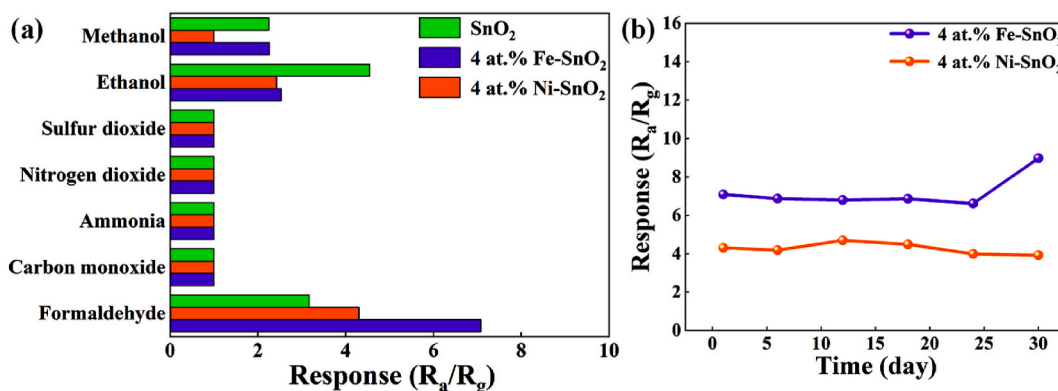 (a)
SnO₂
4 at.% Fe-SnO₂
4 at.% Ni-SnO₂
Methanol
Ethanol
Sulfur dioxide
Nitrogen dioxide
Ammonia
Carbon monoxide
Formaldehyde
0 2 4 6 8 10
Response (Rₐ/R_g)
(b)
4 at.% Fe-SnO₂
4 at.% Ni-SnO₂
16
14
12
10
8
6
4
2
0
Response (Rₐ/R_g)
0 5 10 15 20 25 30
Time (day)